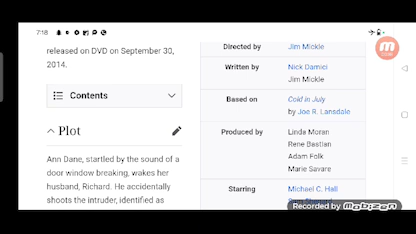 7:18
released on DVD on September 30,
2014.
Contents
Plot
Ann Dane, startled by the sound of a
door window breaking, wakes her
husband, Richard. He accidentally
shoots the intruder, identified as
Directed by Jim Mickle
Written by Nick Damici
Jim Mickle
Based on Cold in July
by Joe R. Lansdale
Produced by Linda Moran
Rene Bastian
Adam Folk
Marie Savare
Starring Michael C. Hall
Sam Shepard
Recorded by mobizen